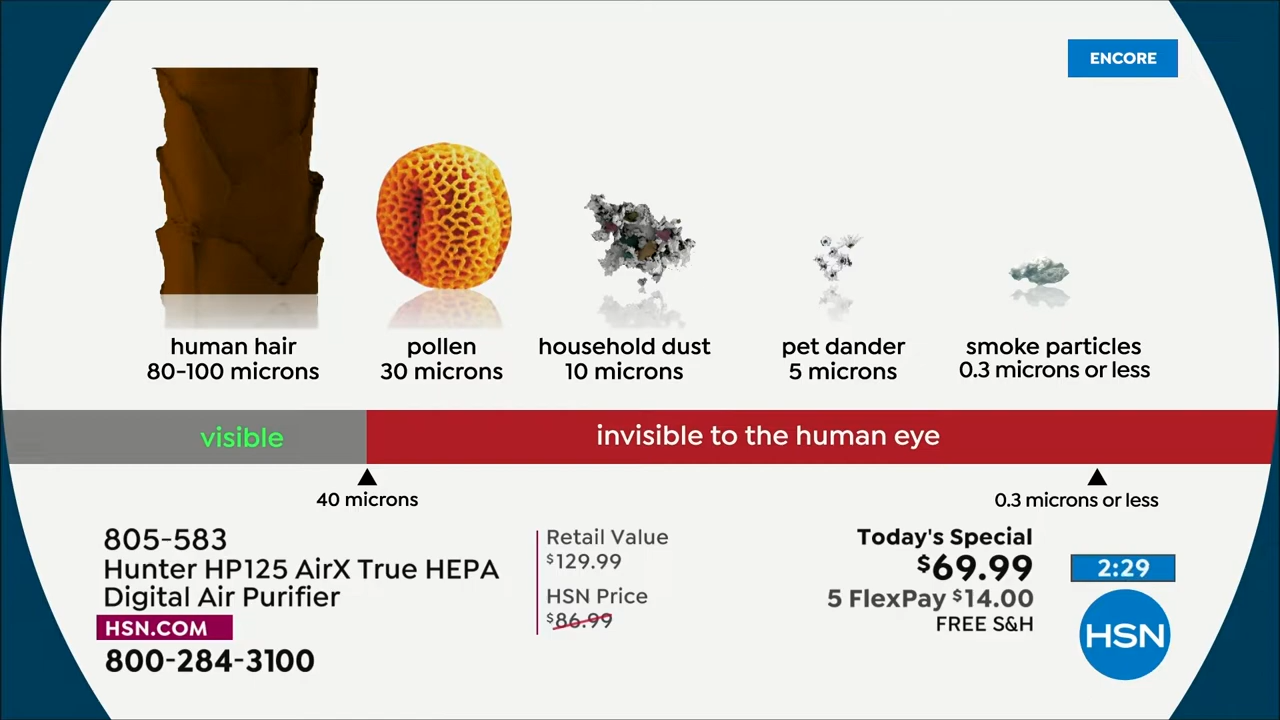 ENCORE
human hair
80-100 microns
pollen
30 microns
household dust
10 microns
pet dander
5 microns
smoke particles
0.3 microns or less
visible
invisible to the human eye
40 microns
0.3 microns or less
805-583
Hunter HP125 AirX True HEPA
Digital Air Purifier
HSN.COM
800-284-3100
Retail Value
$129.99
HSN Price
$86.99
Today's Special
$69.99
5 FlexPay $14.00
FREE S&H
2:29
HSN